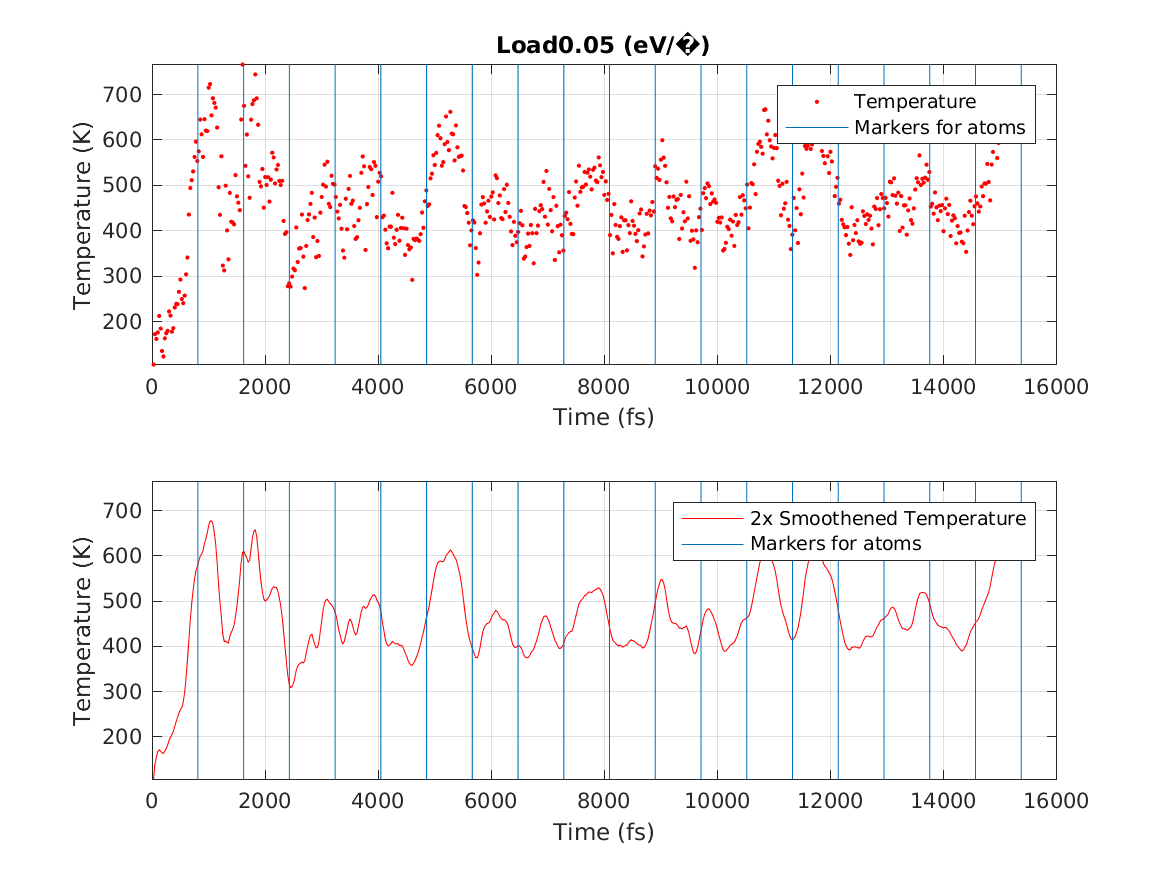 Load0.05 (eV/�)
Temperature (K)
700
600
500
400
300
200
Temperature
Markers for atoms
0 2000 4000 6000 8000 10000 12000 14000 16000
Time (fs)
Temperature (K)
700
600
500
400
300
200
2x Smoothened Temperature
Markers for atoms
0 2000 4000 6000 8000 10000 12000 14000 16000
Time (fs)